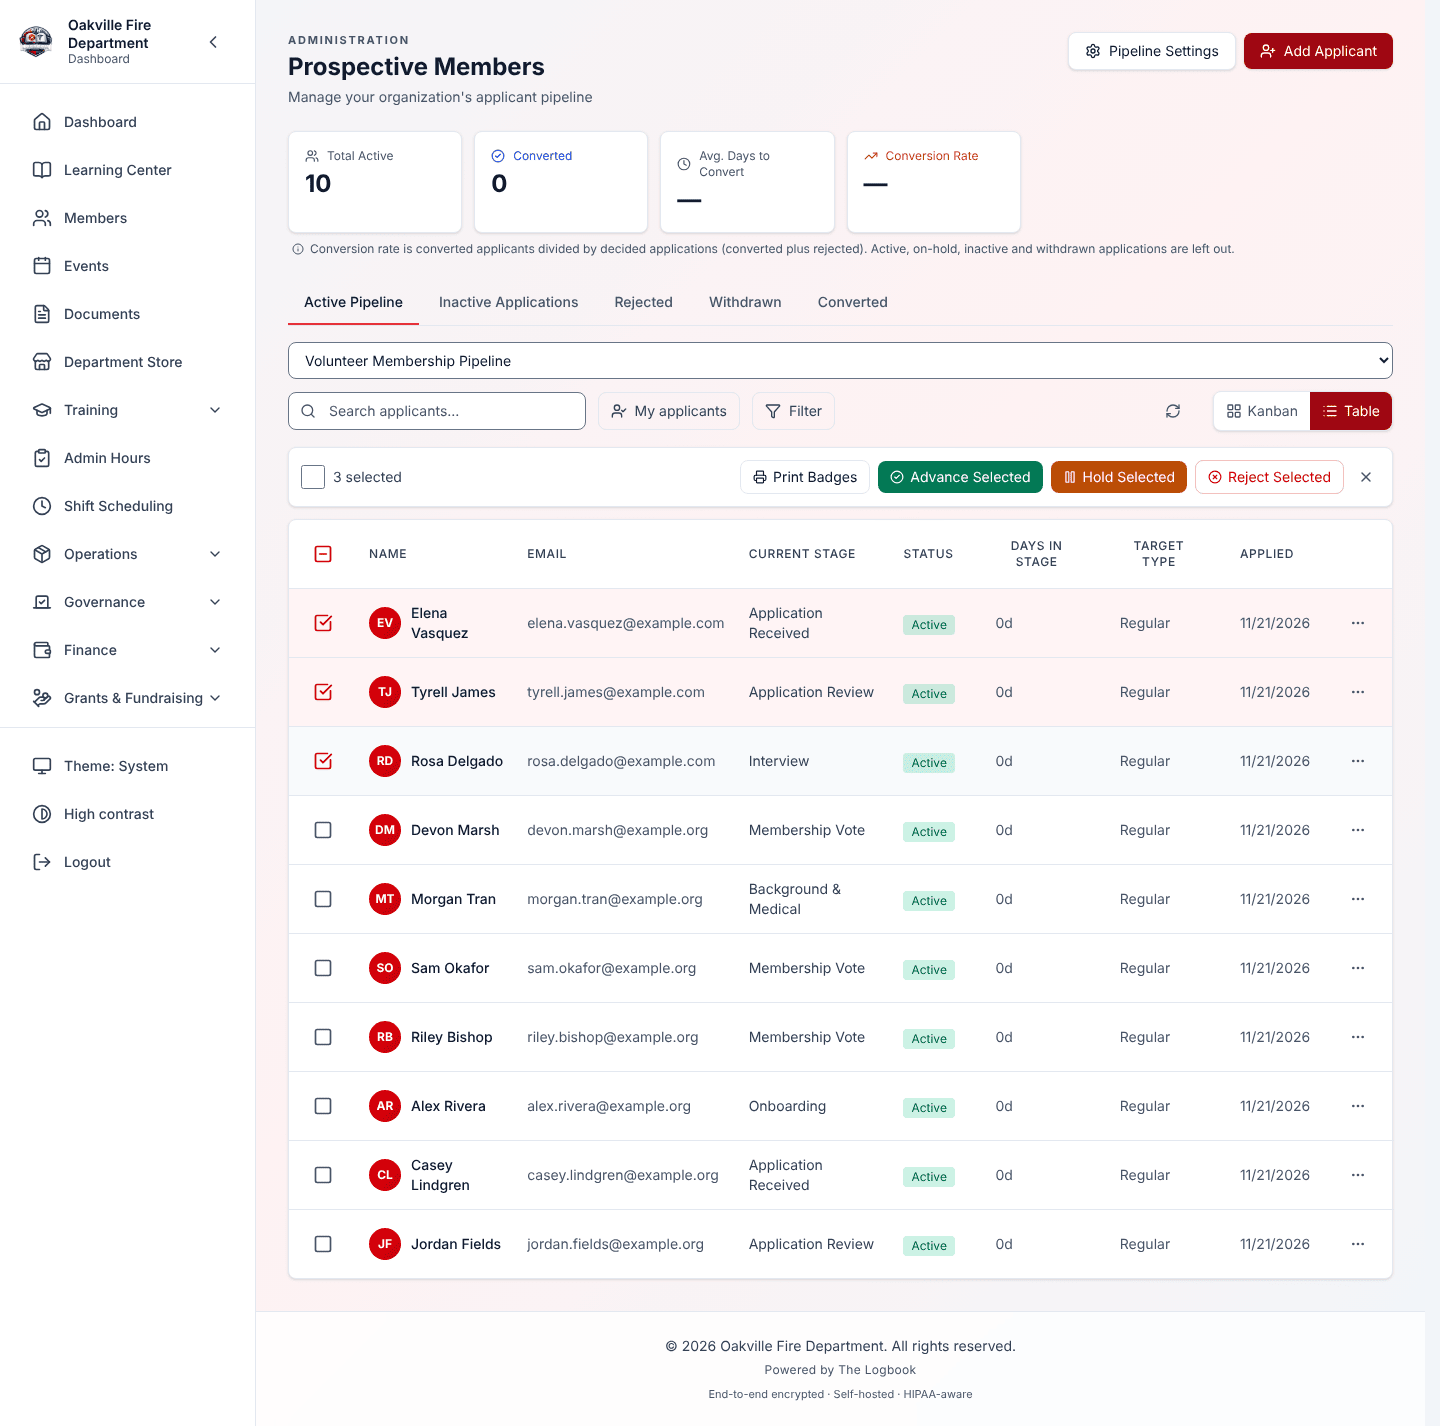 Oakville Fire
Department
Dashboard
Dashboard
Learning Center
Members
Events
Documents
Department Store
Training
Admin Hours
Shift Scheduling
Operations
Governance
Finance
Grants & Fundraising
Theme: System
High contrast
Logout
ADMINISTRATION
Prospective Members
Manage your organization's applicant pipeline
Pipeline Settings
Add Applicant
Total Active
10
Converted
0
Avg. Days to
Convert
—
Conversion Rate
—
Conversion rate is converted applicants divided by decided applications (converted plus rejected). Active, on-hold, inactive and withdrawn applications are left out.
Active Pipeline Inactive Applications Rejected Withdrawn Converted
Volunteer Membership Pipeline
Search applicants... My applicants Filter Kanban Table
3 selected Print Badges Advance Selected Hold Selected Reject Selected
NAME EMAIL CURRENT STAGE STATUS DAYS IN STAGE TARGET TYPE APPLIED
EV Elena Vasquez elena.vasquez@example.com Application Received Active 0d Regular 11/21/2026
TJ Tyrell James tyrell.james@example.com Application Review Active 0d Regular 11/21/2026
RD Rosa Delgado rosa.delgado@example.com Interview Active 0d Regular 11/21/2026
DM Devon Marsh devon.marsh@example.org Membership Vote Active 0d Regular 11/21/2026
MT Morgan Tran morgan.tran@example.org Background & Medical Active 0d Regular 11/21/2026
SO Sam Okafor sam.okafor@example.org Membership Vote Active 0d Regular 11/21/2026
RB Riley Bishop riley.bishop@example.org Membership Vote Active 0d Regular 11/21/2026
AR Alex Rivera alex.rivera@example.org Onboarding Active 0d Regular 11/21/2026
CL Casey Lindgren casey.lindgren@example.org Application Received Active 0d Regular 11/21/2026
JF Jordan Fields jordan.fields@example.org Application Review Active 0d Regular 11/21/2026
© 2026 Oakville Fire Department. All rights reserved.
Powered by The Logbook
End-to-end encrypted · Self-hosted · HIPAA-aware